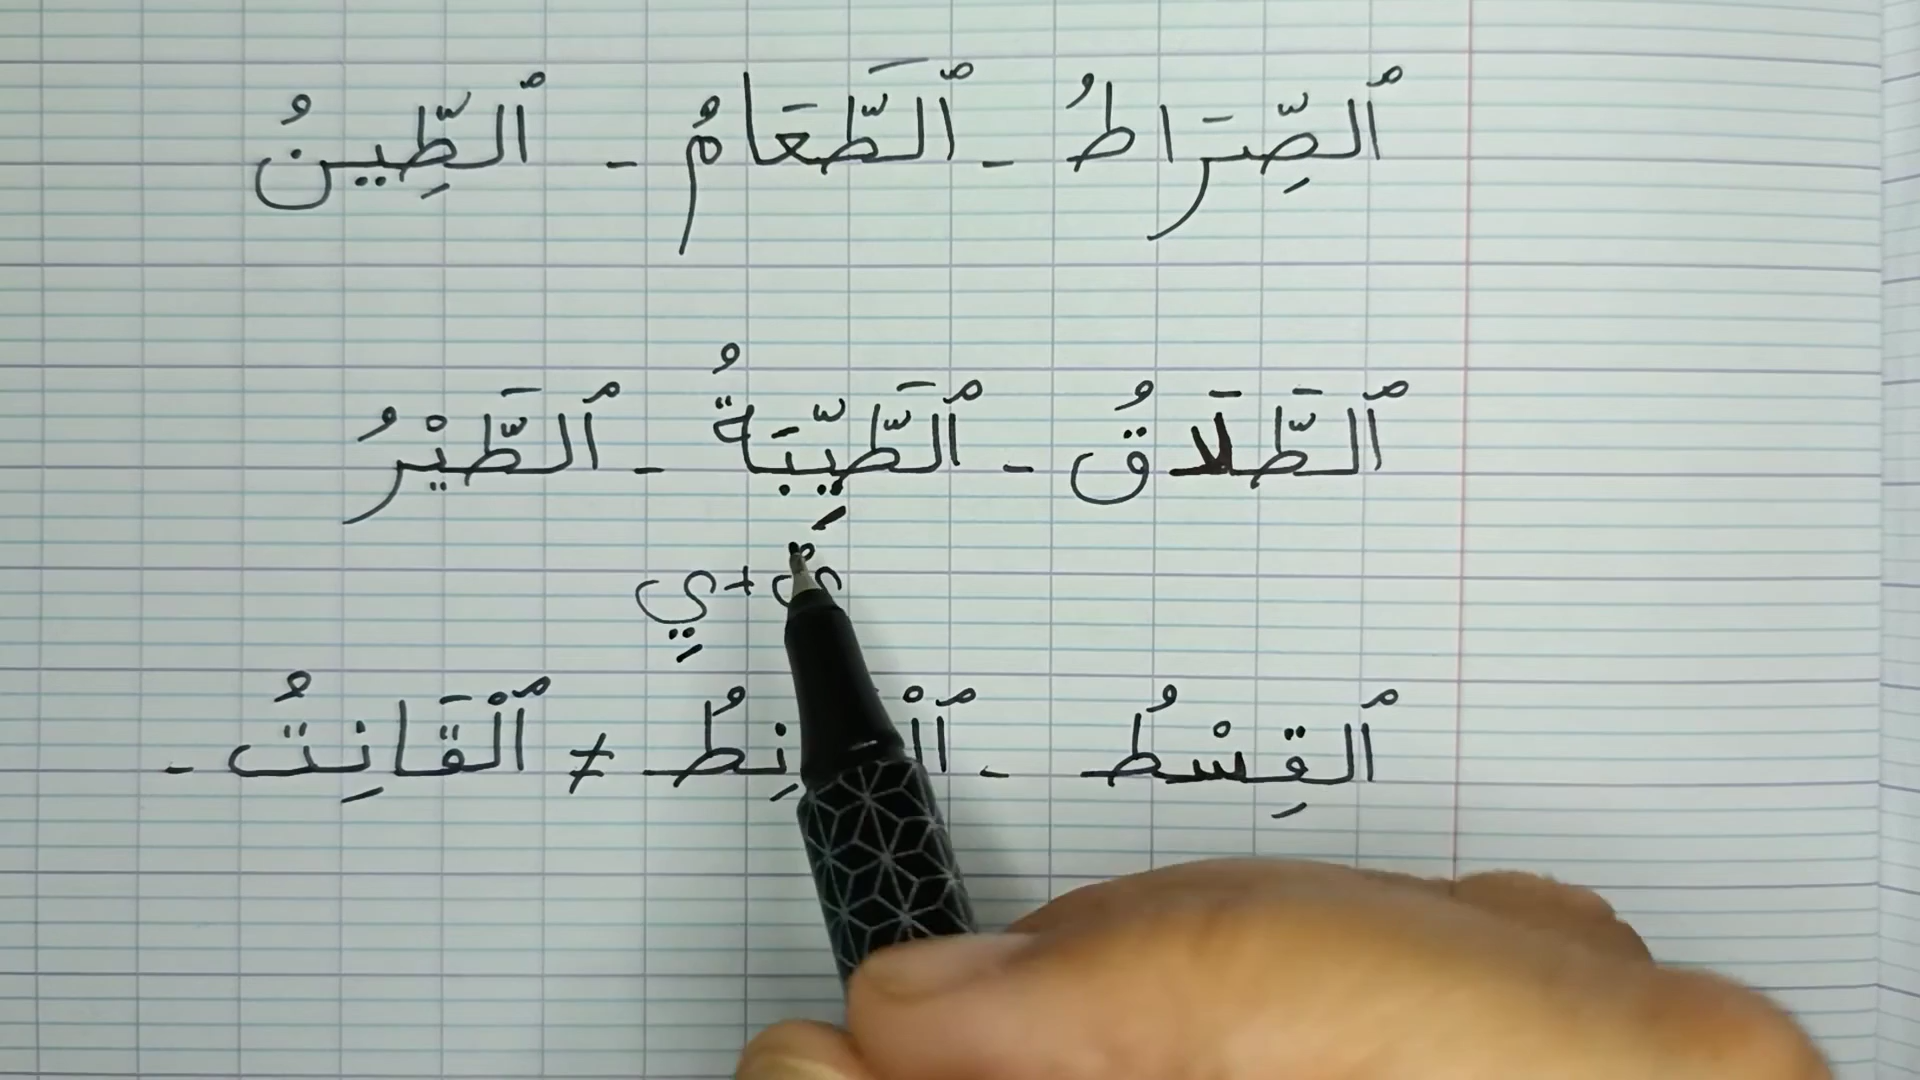 ٱلصِّرَاطُ - ٱلطَّعَامُ - ٱلطِّينُ
ٱلطَّلَاقُ - ٱلطَّيِّبَةُ - ٱلطَّيْرُ
+ يِ
ٱلقِسْطُ - ≠ ٱلْقَانِتُ -